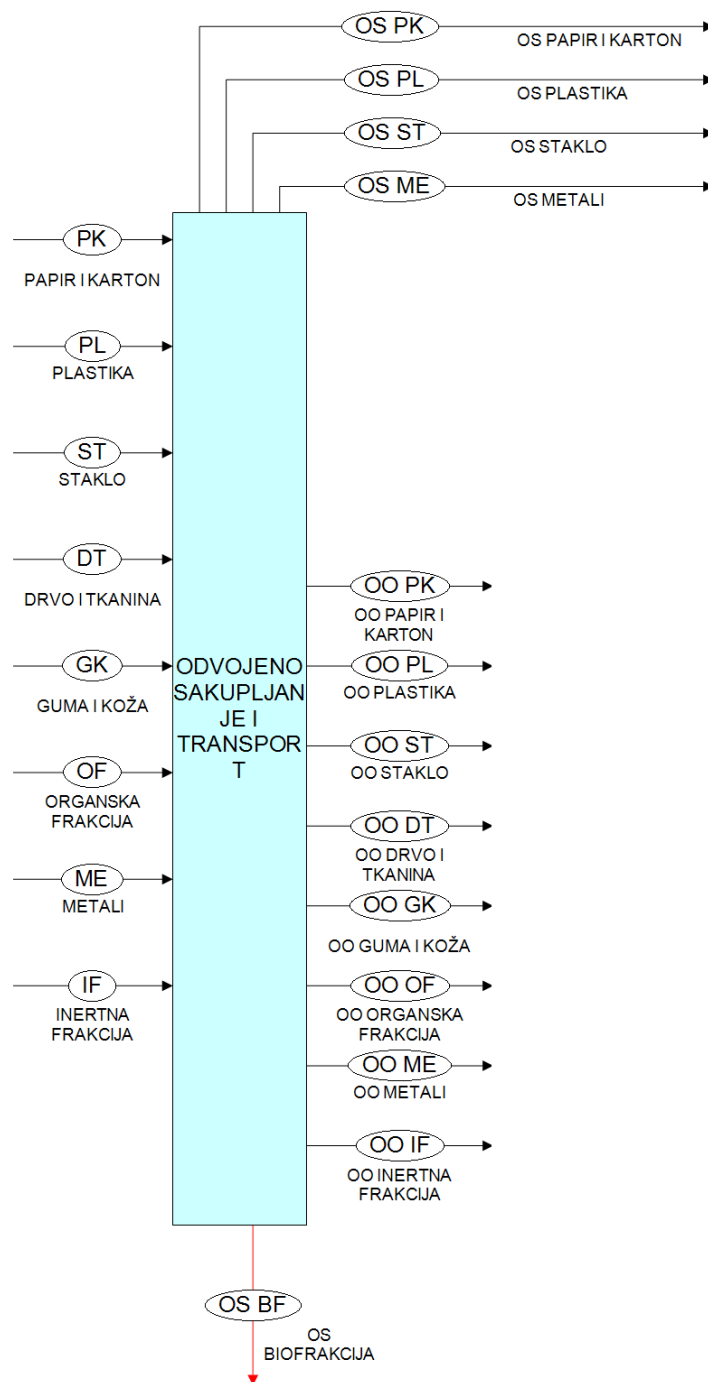 OS PK
OS PAPIR I KARTON
OS PL
OS PLASTIKA
OS ST
OS STAKLO
OS ME
OS METALI
PK
PAPIR I KARTON
PL
PLASTIKA
ST
STAKLO
DT
DRVO I TKANINA
GK
GUMA I KOŽA
OF
ORGANSKA
FRAKCIJA
ME
METALI
IF
INERTNA
FRAKCIJA
ODVOJENO
SAKUPLJAN
JE I
TRANSPOR
T
OO PK
OO PAPIR I
KARTON
OO PL
OO PLASTIKA
OO ST
OO STAKLO
OO DT
OO DRVO I
TKANINA
OO GK
OO GUMA I KOŽA
OO OF
OO ORGANSKA
FRAKCIJA
OO ME
OO METALI
OO IF
OO INERTNA
FRAKCIJA
OS BF
OS
BIOFRAKCIJA